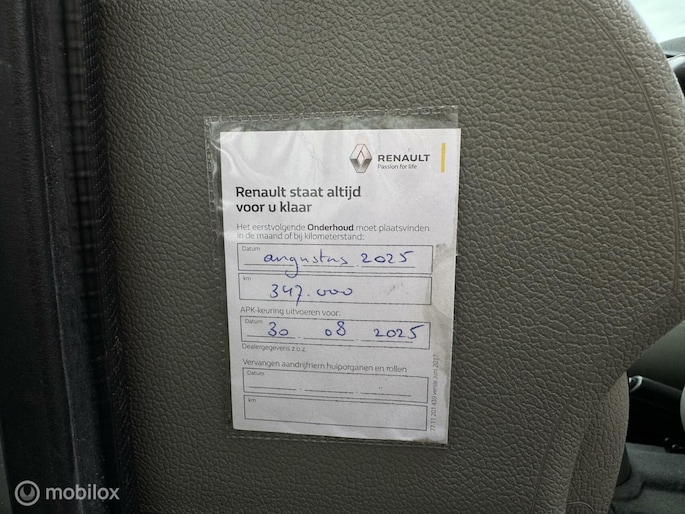 RENAULT
Passion for life
Renault staat altijd
voor u klaar
Het eerstvolgende Onderhoud moet plaatsvinden
in de maand of bij kilometerstand:
Datum
augustus 2025
km
347.000
APK-keuring uitvoeren voor:
Datum
30 08 2025
Dealergegevens z.o.z.
Vervangen aandrijfriem hulporganen en rollen
Datum
km
mobilox